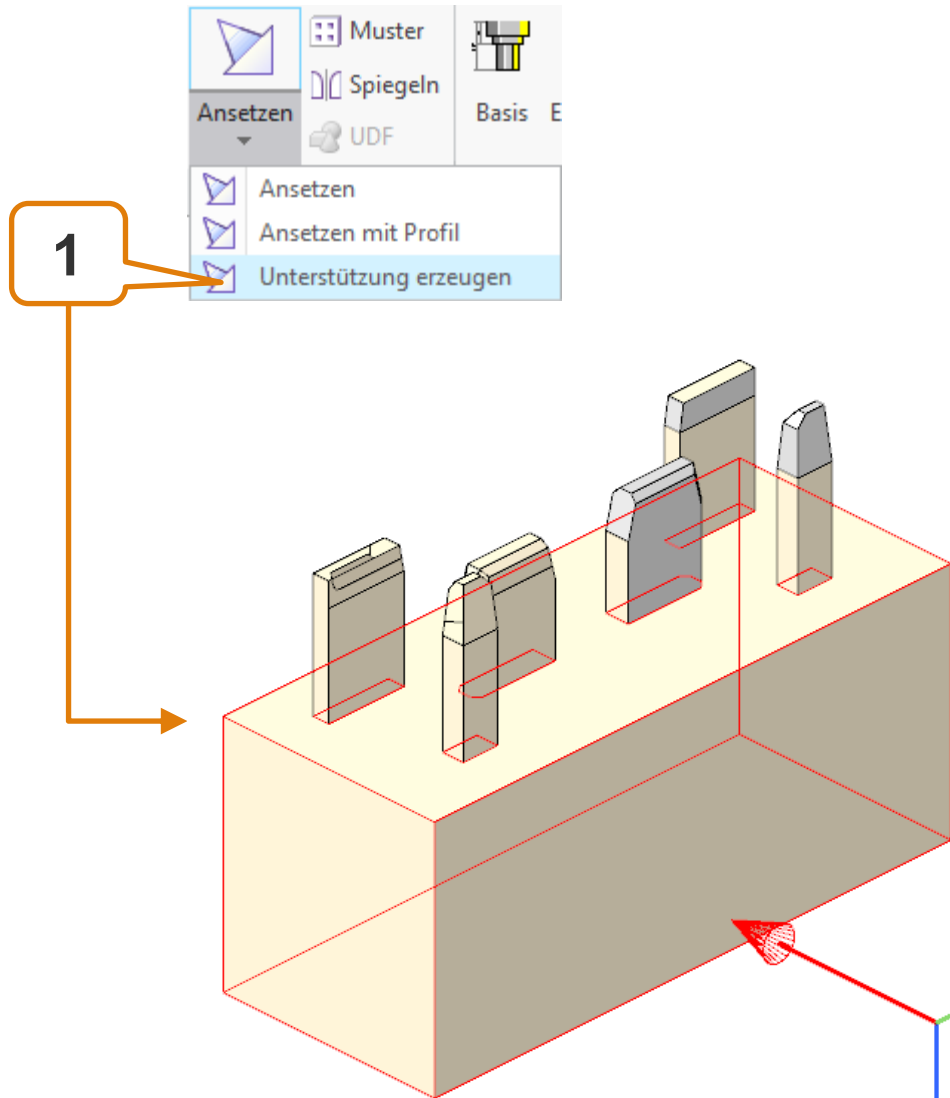 Muster
Spiegeln
Ansetzen
UDF
Basis E
Ansetzen
Ansetzen mit Profil
Unterstützung erzeugen
1